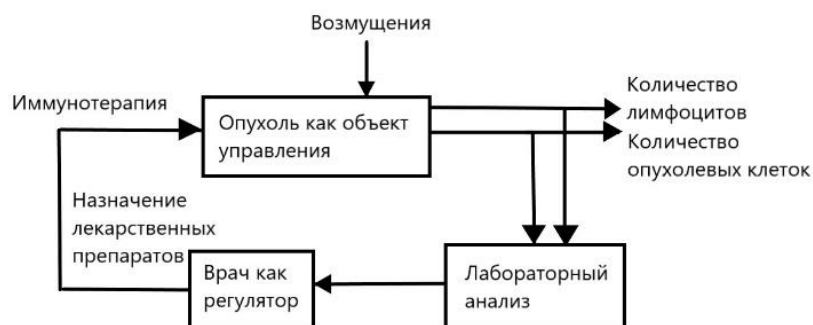 Возмущения
Иммунотерапия
Количество
лимфоцитов
Опухоль как объект
управления
Количество
опухолевых клеток
Назначение
лекарственных
препаратов
Врач как
регулятор
Лабораторный
анализ